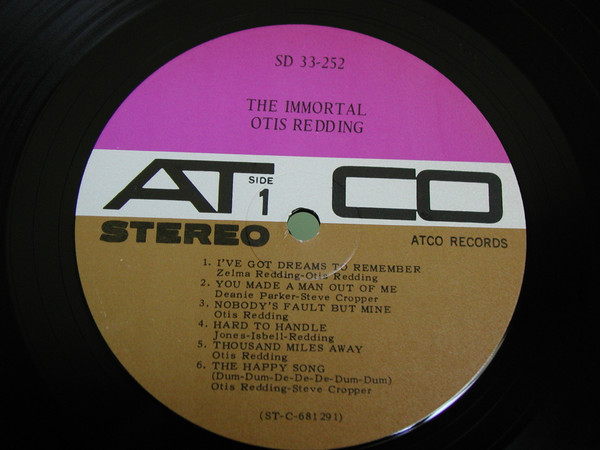 SD 33-252
THE IMMORTAL
OTIS REDDING
ATCO
SIDE
1
STEREO
ATCO RECORDS
1. I'VE GOT DREAMS TO REMEMBER
Zelma Redding-Otis Redding
2. YOU MADE A MAN OUT OF ME
Deanie Parker-Steve Cropper
3. NOBODY'S FAULT BUT MINE
Otis Redding
4. HARD TO HANDLE
Jones-Isbell-Redding
5. THOUSAND MILES AWAY
Otis Redding
6. THE HAPPY SONG
(Dum-Dum-De-De-De-Dum-Dum)
Otis Redding-Steve Cropper
(ST-C-681291)